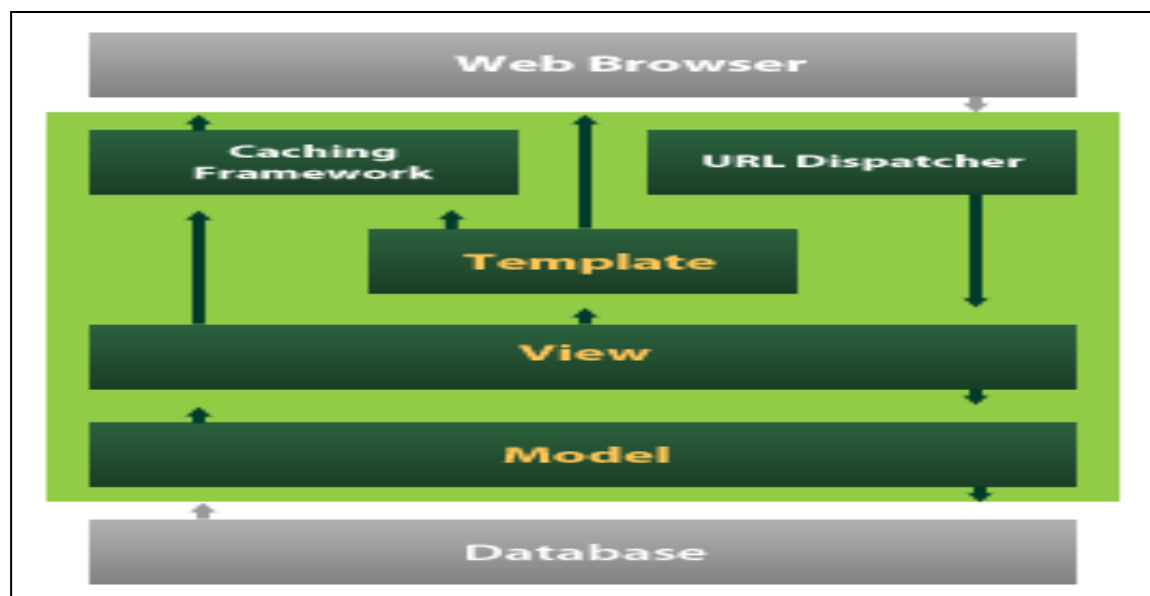 Web Browser
Caching
Framework
URL Dispatcher
Template
View
Model
Database